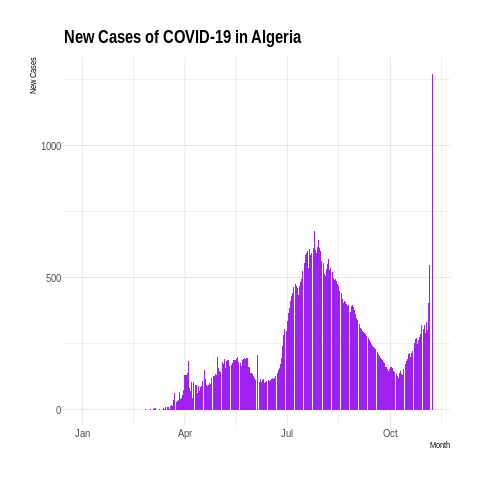 New Cases of COVID-19 in Algeria
New Cases
1000
500
0
Jan Apr Jul Oct
Month